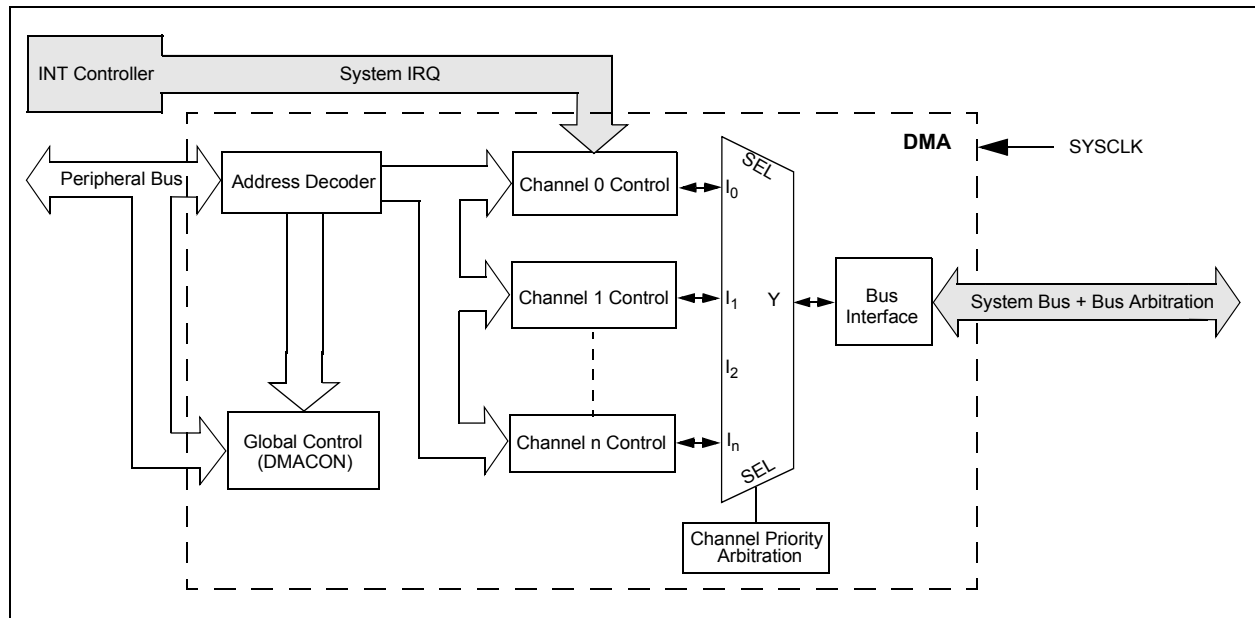 INT Controller
System IRQ
DMA
SYSCLK
Peripheral Bus
Address Decoder
Channel 0 Control
I0
SEL
Channel 1 Control
I1
Y
Bus
Interface
System Bus + Bus Arbitration
I2
Global Control
(DMACON)
Channel n Control
In
SEL
Channel Priority
Arbitration